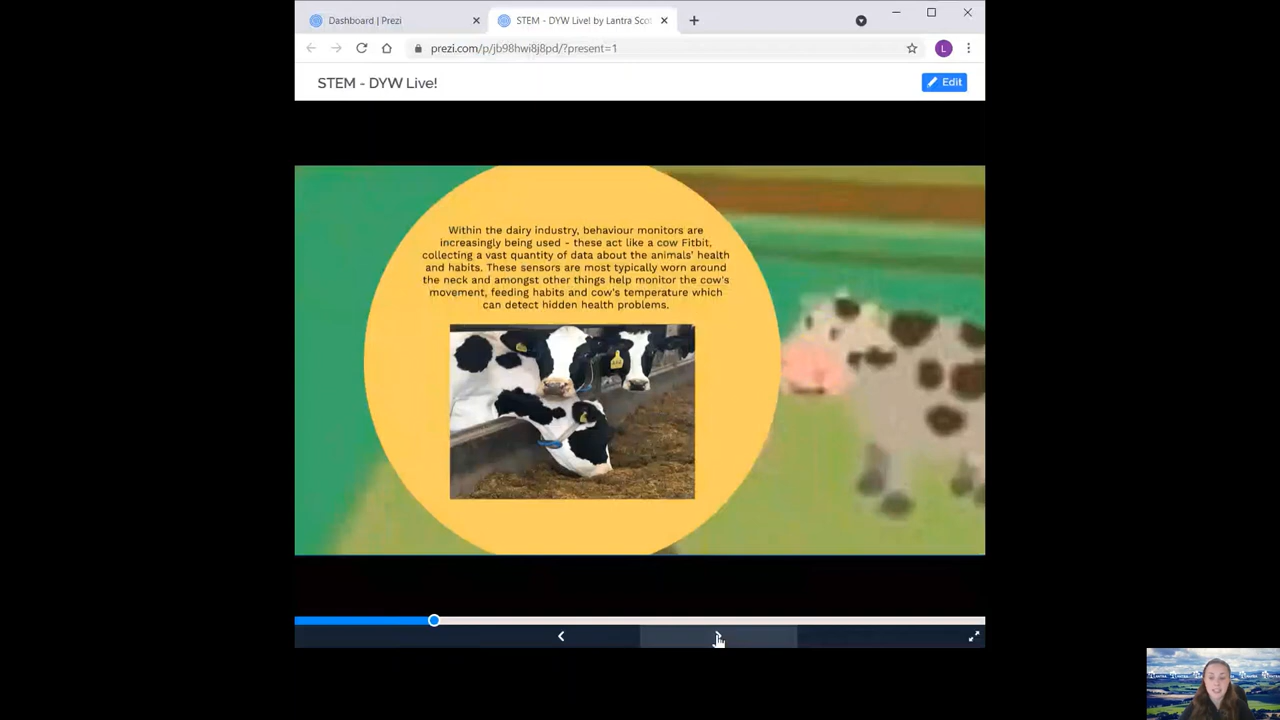 Dashboard | Prezi
STEM - DYW Live! by Lantra Scot
prezi.com/p/jb98hwi8j8pd/?present=1
L
STEM - DYW Live!
Edit
Within the dairy industry, behaviour monitors are
increasingly being used - these act like a cow Fitbit,
collecting a vast quantity of data about the animals' health
and habits. These sensors are most typically worn around
the neck and amongst other things help monitor the cow's
movement, feeding habits and cow's temperature which
can detect hidden health problems.